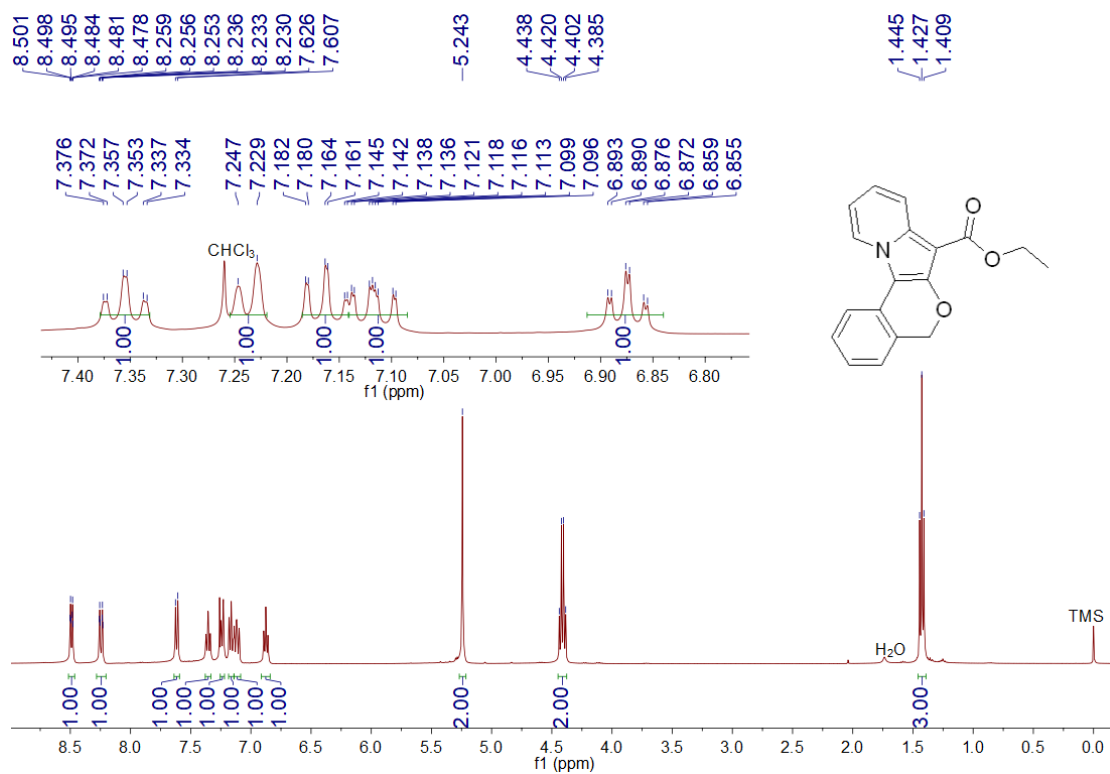 8.501 8.498 8.495 8.484 8.481 8.478 8.259 8.256 8.253 8.236 8.233 8.230 7.626 7.607 5.243 4.438 4.420 4.402 4.385 1.445 1.427 1.409
7.376 7.372 7.357 7.353 7.337 7.334 7.247 7.229 7.182 7.180 7.164 7.161 7.145 7.142 7.138 7.136 7.121 7.118 7.116 7.113 7.099 7.096 6.893 6.890 6.876 6.872 6.859 6.855
CHCl3
1.00 1.00 1.00 1.00 1.00
7.40 7.35 7.30 7.25 7.20 7.15 7.10 7.05 7.00 6.95 6.90 6.85 6.80
f1 (ppm)
O
N
O
O
H2O
TMS
1.00 1.00 1.00 1.00 1.00 1.00 1.00 1.00 2.00 2.00 3.00
8.5 8.0 7.5 7.0 6.5 6.0 5.5 5.0 4.5 4.0 3.5 3.0 2.5 2.0 1.5 1.0 0.5 0.0
f1 (ppm)